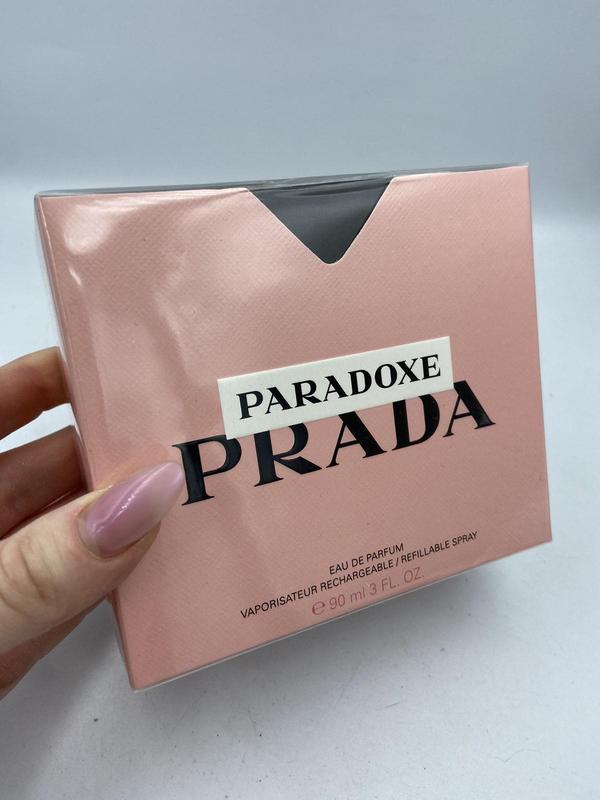 PARADOXE
PRADA
EAU DE PARFUM
VAPORISATEUR RECHARGEABLE / REFILLABLE SPRAY
℮ 90 ml 3 FL. OZ.